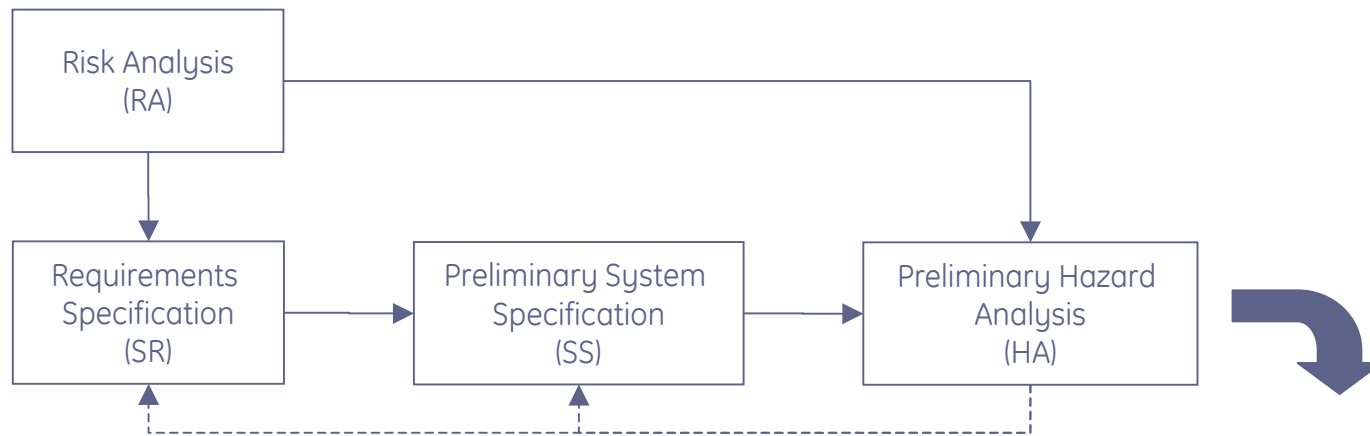 Risk Analysis
(RA)
Requirements
Specification
(SR)
Preliminary System
Specification
(SS)
Preliminary Hazard
Analysis
(HA)